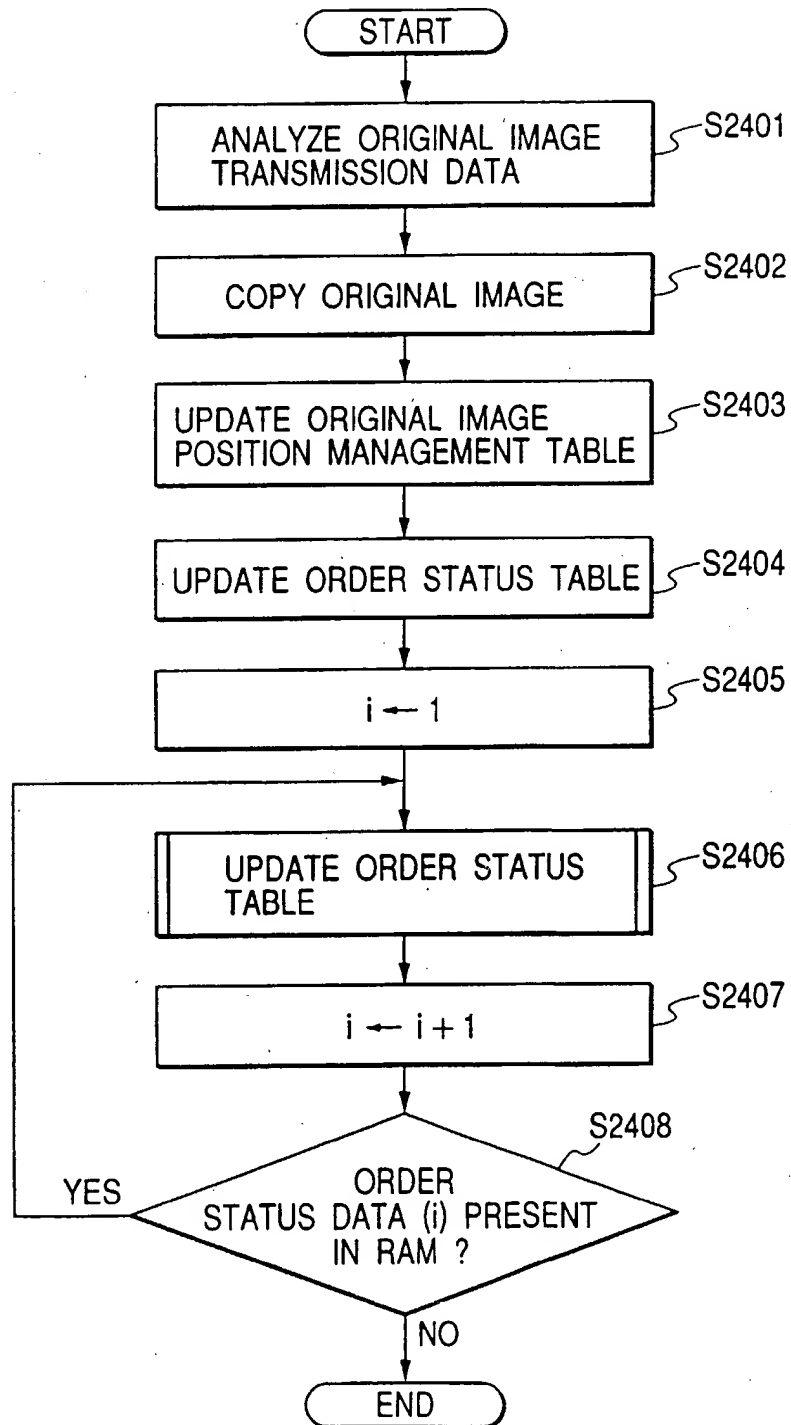 START
ANALYZE ORIGINAL IMAGE
TRANSMISSION DATA
S2401
COPY ORIGINAL IMAGE
S2402
UPDATE ORIGINAL IMAGE
POSITION MANAGEMENT TABLE
S2403
UPDATE ORDER STATUS TABLE
S2404
i ← 1
S2405
UPDATE ORDER STATUS
TABLE
S2406
i ← i + 1
S2407
ORDER
STATUS DATA (i) PRESENT
IN RAM ?
S2408
YES
NO
END